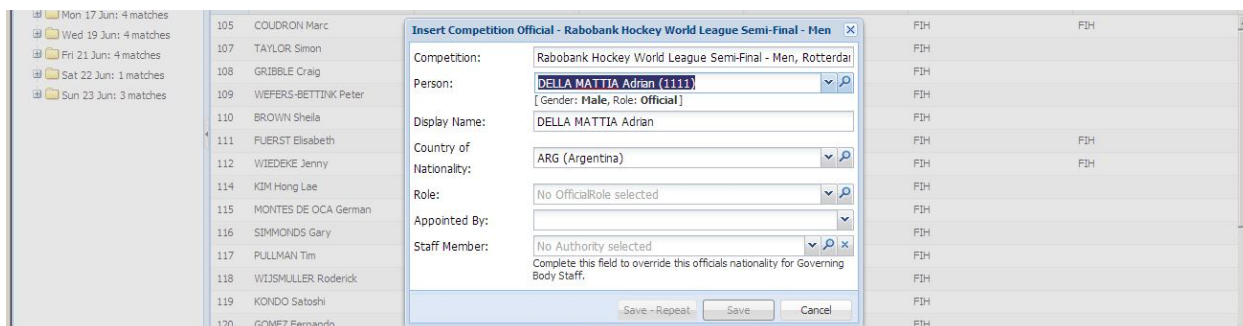 Mon 17 Jun: 4 matches
Wed 19 Jun: 4 matches
Fri 21 Jun: 4 matches
Sat 22 Jun: 1 matches
Sun 23 Jun: 3 matches
105 COUDRON Marc FIH FIH
107 TAYLOR Simon FIH
108 GRIBBLE Craig FIH
109 WEFERS-BETTINK Peter FIH
110 BROWN Sheila FIH
111 FUERST Elisabeth FIH FIH
112 WIEDEKE Jenny FIH FIH
114 KIM Hong Lae FIH
115 MONTES DE OCA German FIH
116 SIMMONDS Gary FIH
117 PULLMAN Tim FIH
118 WIJSMULLER Roderick FIH
119 KONDO Satoshi FIH
120 GOMEZ Fernando FIH
Insert Competition Official - Rabobank Hockey World League Semi-Final - Men
Competition: Rabobank Hockey World League Semi-Final - Men, Rotterdar
Person: DELLA MATTIA Adrian (1111)
[ Gender: Male, Role: Official ]
Display Name: DELLA MATTIA Adrian
Country of
Nationality:
ARG (Argentina)
Role: No OfficialRole selected
Appointed By:
Staff Member: No Authority selected
Complete this field to override this officials nationality for Governing
Body Staff.
Save - Repeat Save Cancel